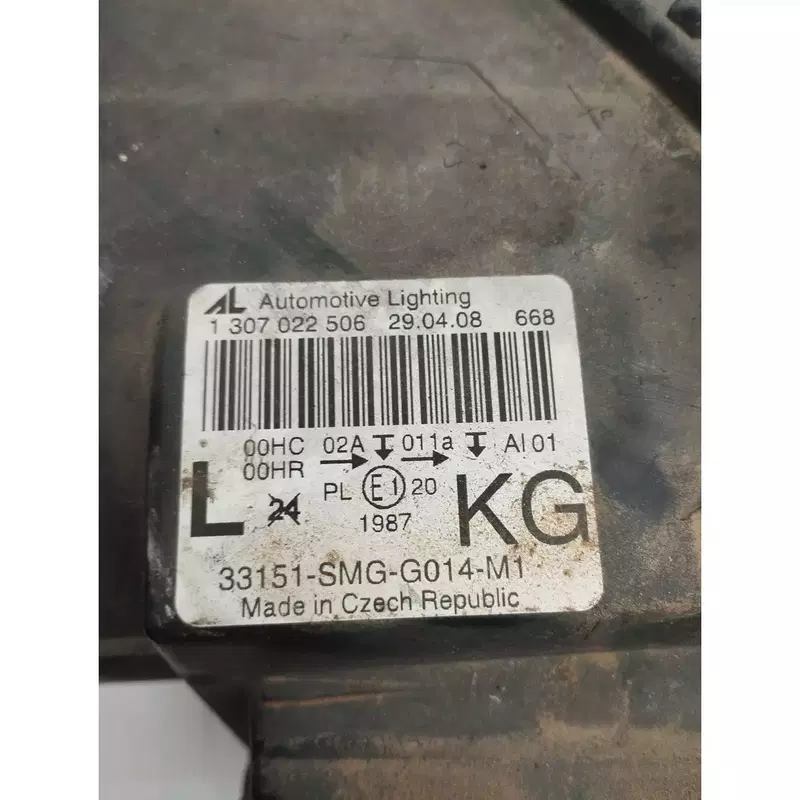 AL Automotive Lighting
1 307 022 506 29.04.08 668
00HC 02A 011a AI 01
00HR
L 24 PL E1 20 KG
1987
33151-SMG-G014-M1
Made in Czech Republic